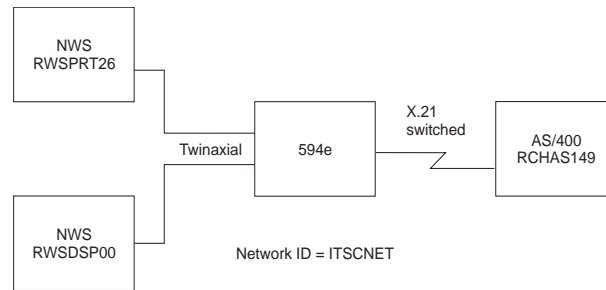 NWS
RWSPRT26
Twinaxial
594e
X.21
switched
AS/400
RCHAS149
NWS
RWSDSP00
Network ID = ITSCNET